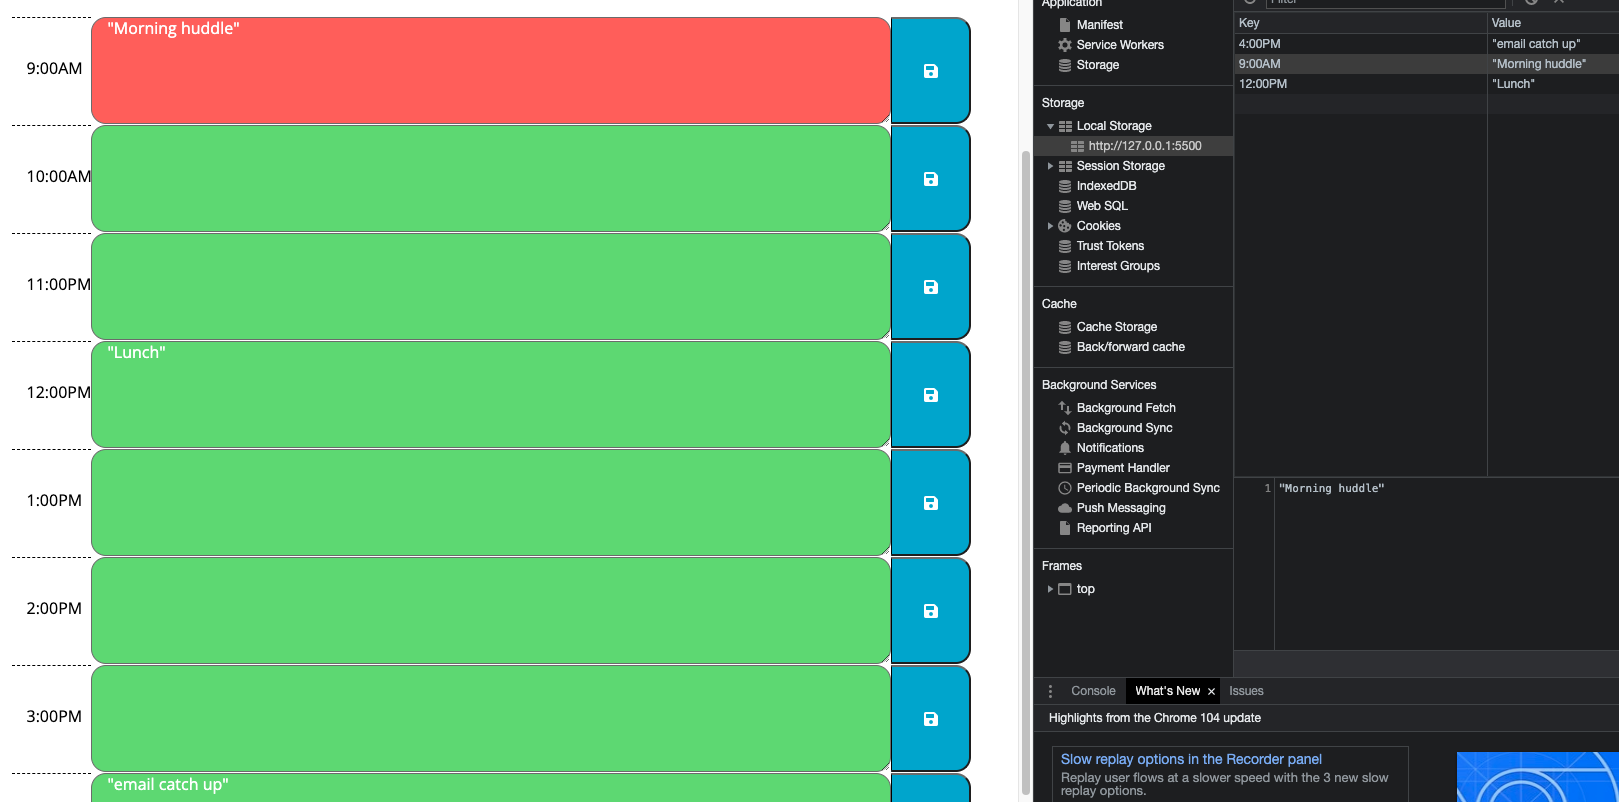 "Morning huddle"
9:00AM
10:00AM
11:00PM
"Lunch"
12:00PM
1:00PM
2:00PM
3:00PM
"email catch up"
Application
Manifest
Service Workers
Storage
Storage
Local Storage
http://127.0.0.1:5500
Session Storage
IndexedDB
Web SQL
Cookies
Trust Tokens
Interest Groups
Cache
Cache Storage
Back/forward cache
Background Services
Background Fetch
Background Sync
Notifications
Payment Handler
Periodic Background Sync
Push Messaging
Reporting API
Frames
top
Filter
Key Value
4:00PM "email catch up"
9:00AM "Morning huddle"
12:00PM "Lunch"
1 "Morning huddle"
Console What's New Issues
Highlights from the Chrome 104 update
Slow replay options in the Recorder panel
Replay user flows at a slower speed with the 3 new slow
replay options.